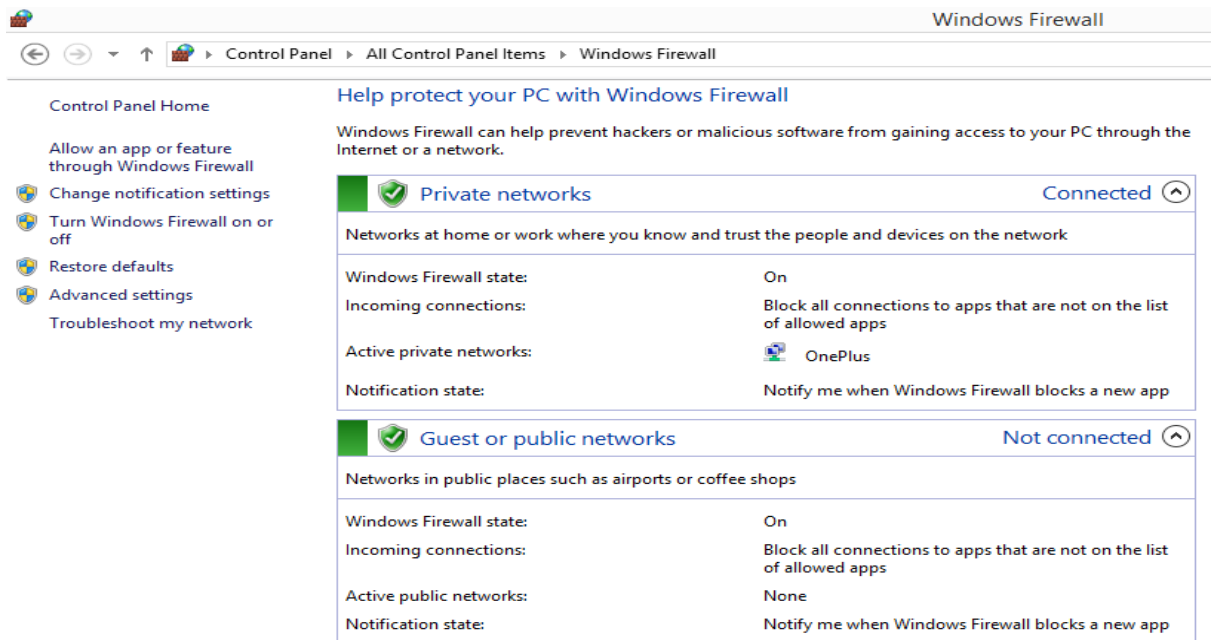 Windows Firewall
Control Panel All Control Panel Items Windows Firewall
Control Panel Home
Allow an app or feature
through Windows Firewall
Change notification settings
Turn Windows Firewall on or
off
Restore defaults
Advanced settings
Troubleshoot my network
Help protect your PC with Windows Firewall
Windows Firewall can help prevent hackers or malicious software from gaining access to your PC through the
Internet or a network.
Private networks Connected
Networks at home or work where you know and trust the people and devices on the network
Windows Firewall state: On
Incoming connections: Block all connections to apps that are not on the list
of allowed apps
Active private networks: OnePlus
Notification state: Notify me when Windows Firewall blocks a new app
Guest or public networks Not connected
Networks in public places such as airports or coffee shops
Windows Firewall state: On
Incoming connections: Block all connections to apps that are not on the list
of allowed apps
Active public networks: None
Notification state: Notify me when Windows Firewall blocks a new app